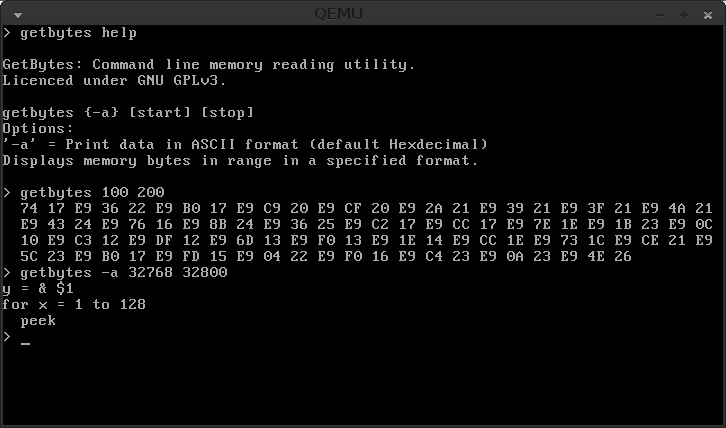 QEMU
> getbytes help
GetBytes: Command line memory reading utility.
Licenced under GNU GPLv3.
getbytes {-a} [start] [stop]
Options:
'-a' = Print data in ASCII format (default Hexdecimal)
Displays memory bytes in range in a specified format.
> getbytes 100 200
74 17 E9 36 22 E9 B0 17 E9 C9 20 E9 CF 20 E9 2A 21 E9 39 21 E9 3F 21 E9 4A 21
E9 43 24 E9 76 16 E9 8B 24 E9 36 25 E9 C2 17 E9 CC 17 E9 7E 1E E9 1B 23 E9 0C
10 E9 C3 12 E9 DF 12 E9 6D 13 E9 F0 13 E9 1E 14 E9 CC 1E E9 73 1C E9 CE 21 E9
5C 23 E9 B0 17 E9 FD 15 E9 04 22 E9 F0 16 E9 C4 23 E9 0A 23 E9 4E 26
> getbytes -a 32768 32800
y = & $1
for x = 1 to 128
peek
> _